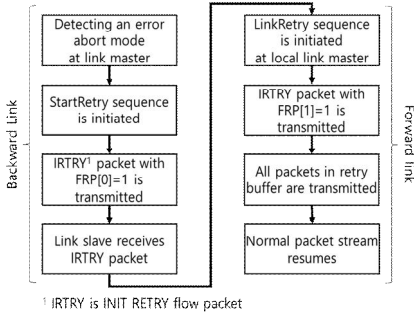 Backward Link
Detecting an error
abort mode
at link master
StartRetry sequence
is initiated
IRTRY¹ packet with
FRP[0]=1 is
transmitted
Link slave receives
IRTRY packet
LinkRetry sequence
is initiated
at local link master
IRTRY packet with
FRP[1]=1 is
transmitted
All packets in retry
buffer are transmitted
Normal packet stream
resumes
Forward link
¹ IRTRY is INIT RETRY flow packet